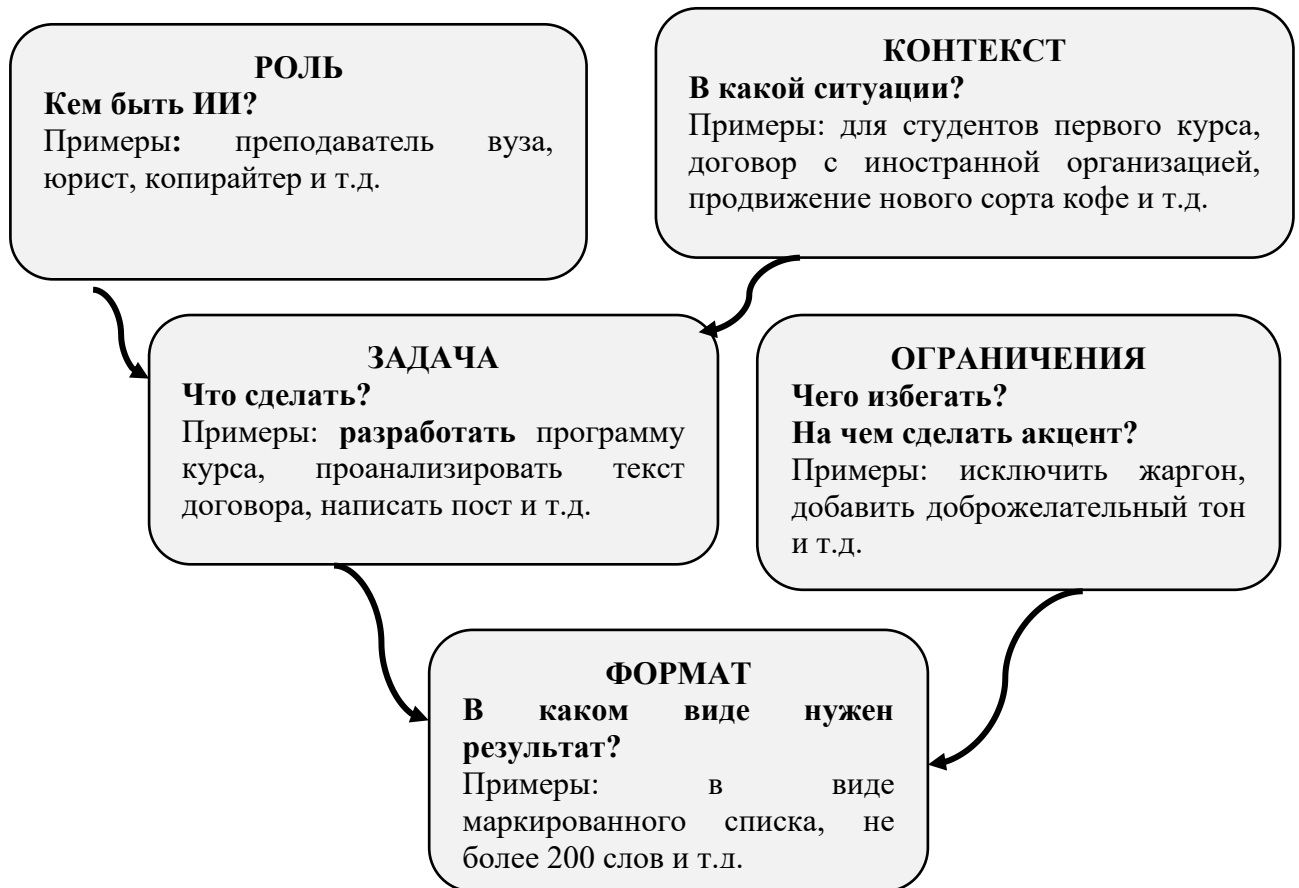 РОЛЬ
Кем быть ИИ?
Примеры: преподаватель вуза,
юрист, копирайтер и т.д.
КОНТЕКСТ
В какой ситуации?
Примеры: для студентов первого курса,
договор с иностранной организацией,
продвижение нового сорта кофе и т.д.
ЗАДАЧА
Что сделать?
Примеры: разработать программу
курса, проанализировать текст
договора, написать пост и т.д.
ОГРАНИЧЕНИЯ
Чего избегать?
На чем сделать акцент?
Примеры: исключить жаргон,
добавить доброжелательный тон
и т.д.
ФОРМАТ
В каком виде нужен
результат?
Примеры: в виде
маркированного списка, не
более 200 слов и т.д.